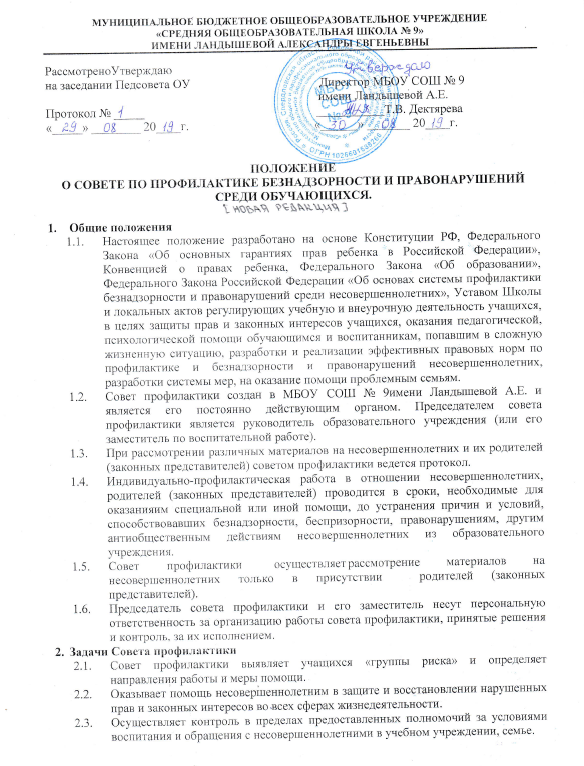 МУНИЦИПАЛЬНОЕ БЮДЖЕТНОЕ ОБЩЕОБРАЗОВАТЕЛЬНОЕ УЧРЕЖДЕНИЕ
«СРЕДНЯЯ ОБЩЕОБРАЗОВАТЕЛЬНАЯ ШКОЛА № 9»
ИМЕНИ ЛАНДЫШЕВОЙ АЛЕКСАНДРЫ ЕВГЕНЬЕВНЫ
РассмотреноУтверждаю
Утверждаю
на заседании Педсовета ОУ Директор МБОУ СОШ № 9
имени Ландышевой А.Е.
Протокол № 1 Т.В. Дектярева
« 29 » 08 2019 г. « 30 » 08 2019 г.
МБОУ
СОШ
№ 9
ОГРН
ПОЛОЖЕНИЕ
О СОВЕТЕ ПО ПРОФИЛАКТИКЕ БЕЗНАДЗОРНОСТИ И ПРАВОНАРУШЕНИЙ
СРЕДИ ОБУЧАЮЩИХСЯ.
[НОВАЯ РЕДАКЦИЯ]
1. Общие положения
1.1. Настоящее положение разработано на основе Конституции РФ, Федерального
Закона «Об основных гарантиях прав ребенка в Российской Федерации»,
Конвенцией о правах ребенка, Федерального Закона «Об образовании»,
Федерального Закона Российской Федерации «Об основах системы профилактики
безнадзорности и правонарушений среди несовершеннолетних», Уставом Школы
и локальных актов регулирующих учебную и внеурочную деятельность учащихся,
в целях защиты прав и законных интересов учащихся, оказания педагогической,
психологической помощи обучающимся и воспитанникам, попавшим в сложную
жизненную ситуацию, разработки и реализации эффективных правовых норм по
профилактике и безнадзорности и правонарушений несовершеннолетних,
разработки системы мер, на оказание помощи проблемным семьям.
1.2. Совет профилактики создан в МБОУ СОШ № 9имени Ландышевой А.Е. и
является его постоянно действующим органом. Председателем совета
профилактики является руководитель образовательного учреждения (или его
заместитель по воспитательной работе).
1.3. При рассмотрении различных материалов на несовершеннолетних и их родителей
(законных представителей) советом профилактики ведется протокол.
1.4. Индивидуально-профилактическая работа в отношении несовершеннолетних,
родителей (законных представителей) проводится в сроки, необходимые для
оказанияим специальной или иной помощи, до устранения причин и условий,
способствовавших безнадзорности, беспризорности, правонарушениям, другим
антиобщественным действиям несовершеннолетних из образовательного
учреждения.
1.5. Совет профилактики осуществляетрассмотрение материалов на
несовершеннолетних только в присутствии родителей (законных
представителей).
1.6. Председатель совета профилактики и его заместитель несут персональную
ответственность за организацию работы совета профилактики, принятые решения
и контроль, за их исполнением.
2. Задачи Совета профилактики
2.1. Совет профилактики выявляет учащихся «группы риска» и определяет
направления работы и меры помощи.
2.2. Оказывает помощь несовершеннолетним в защите и восстановлении нарушенных
прав и законных интересов во всех сферах жизнедеятельности.
2.3. Осуществляет контроль в пределах предоставленных полномочий за условиями
воспитания и обращения с несовершеннолетними в учебном учреждении, семье.